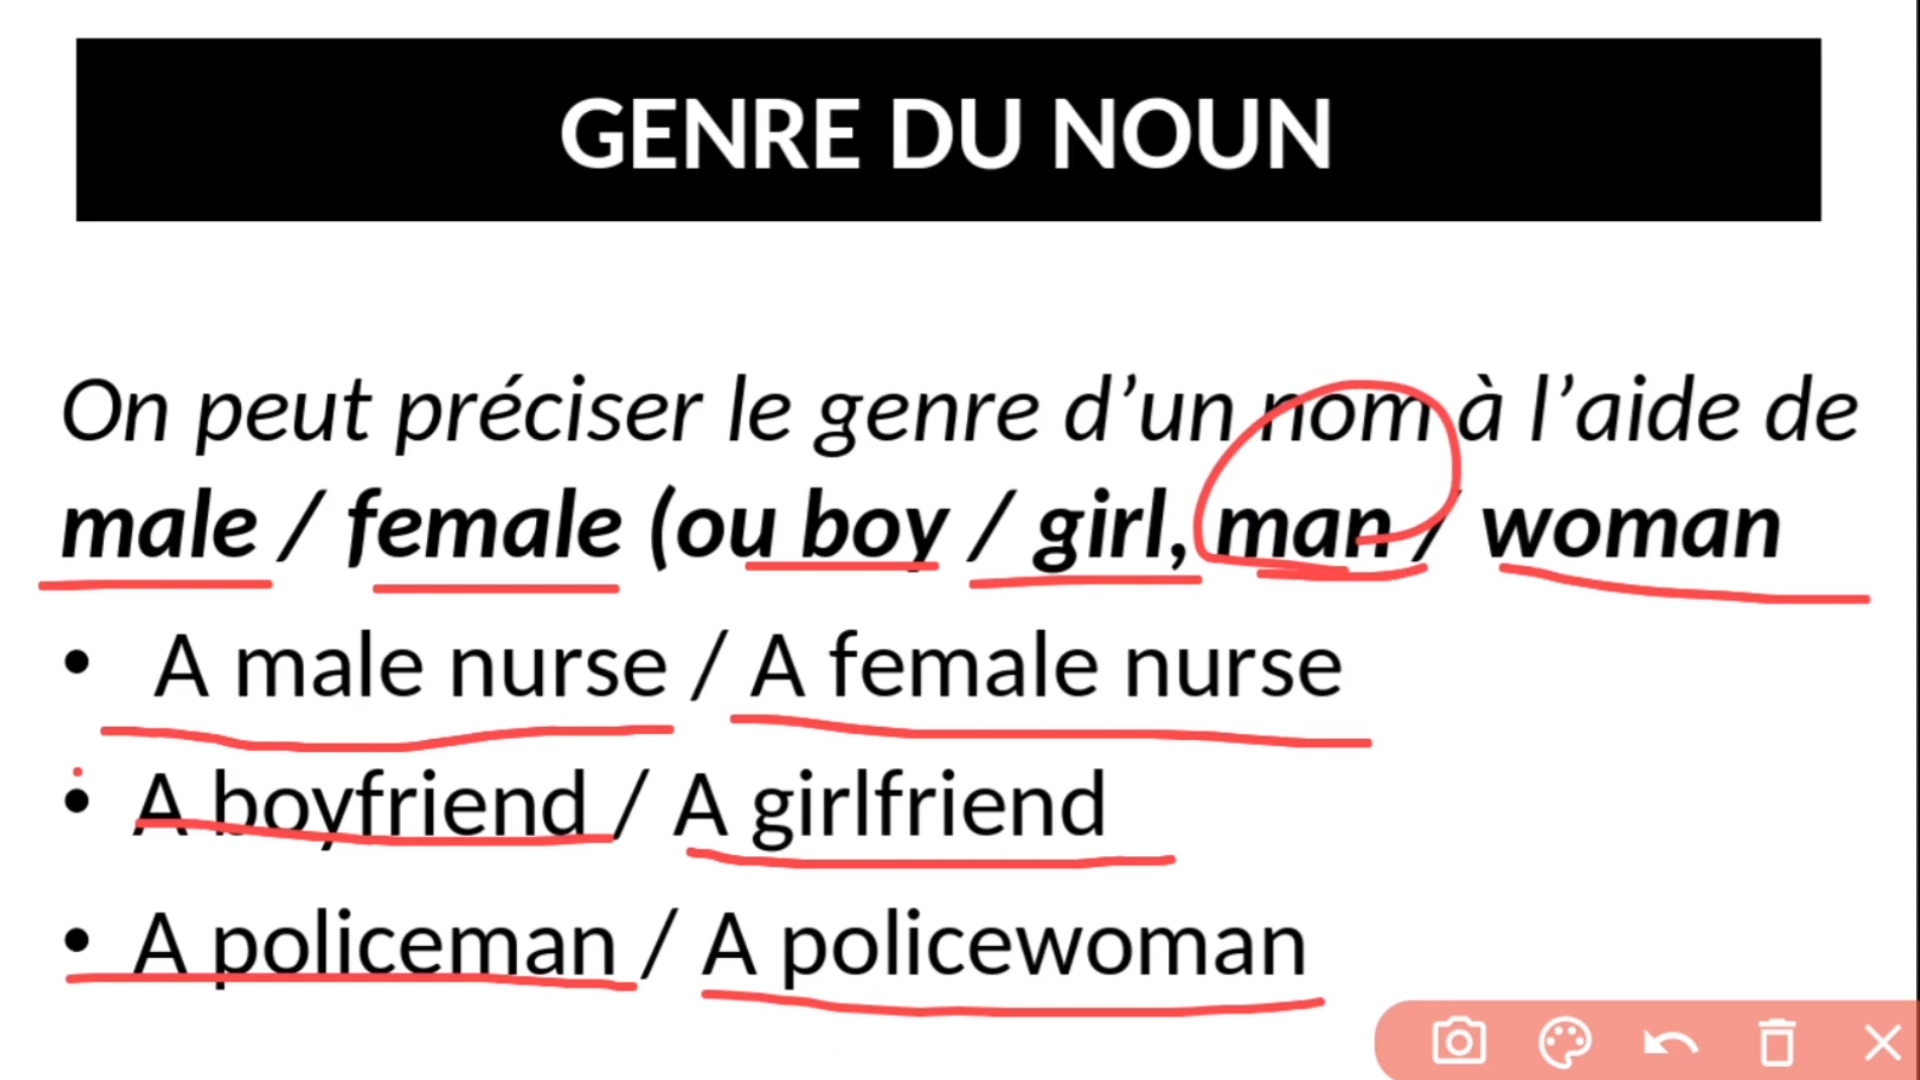 GENRE DU NOUN
On peut préciser le genre d’un nom à l’aide de
male / female (ou boy / girl, man / woman
• A male nurse / A female nurse
• A boyfriend / A girlfriend
• A policeman / A policewoman